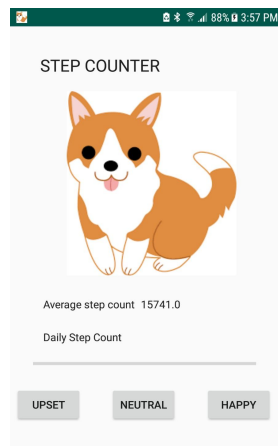 88% 3:57 PM
STEP COUNTER
Average step count 15741.0
Daily Step Count
UPSET NEUTRAL HAPPY